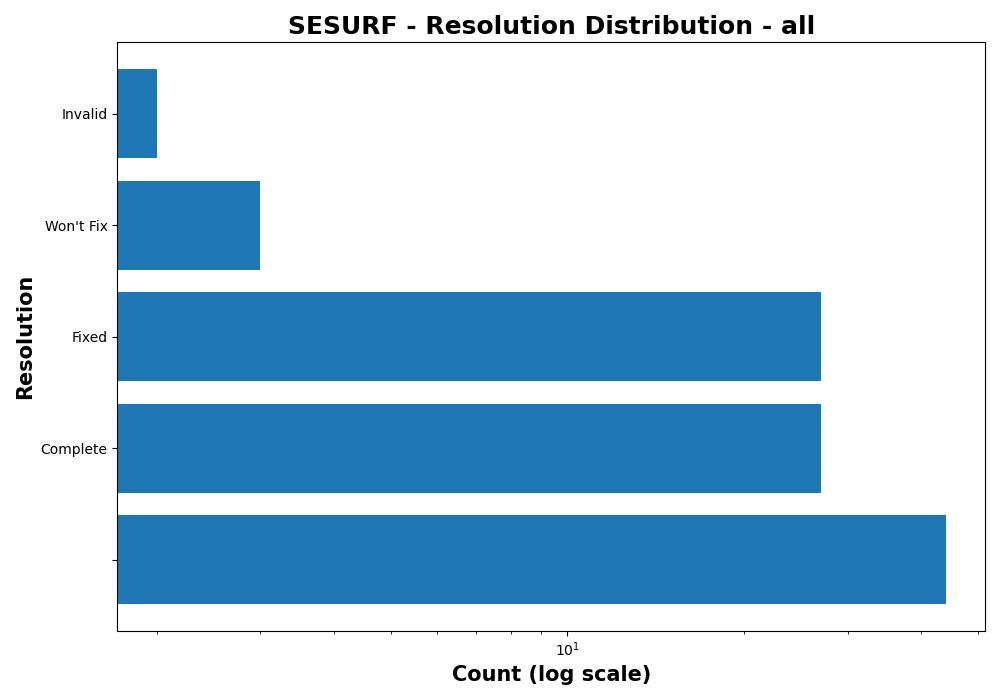 SESURF - Resolution Distribution - all
Invalid
Won't Fix
Fixed
Complete
Resolution
10¹
Count (log scale)